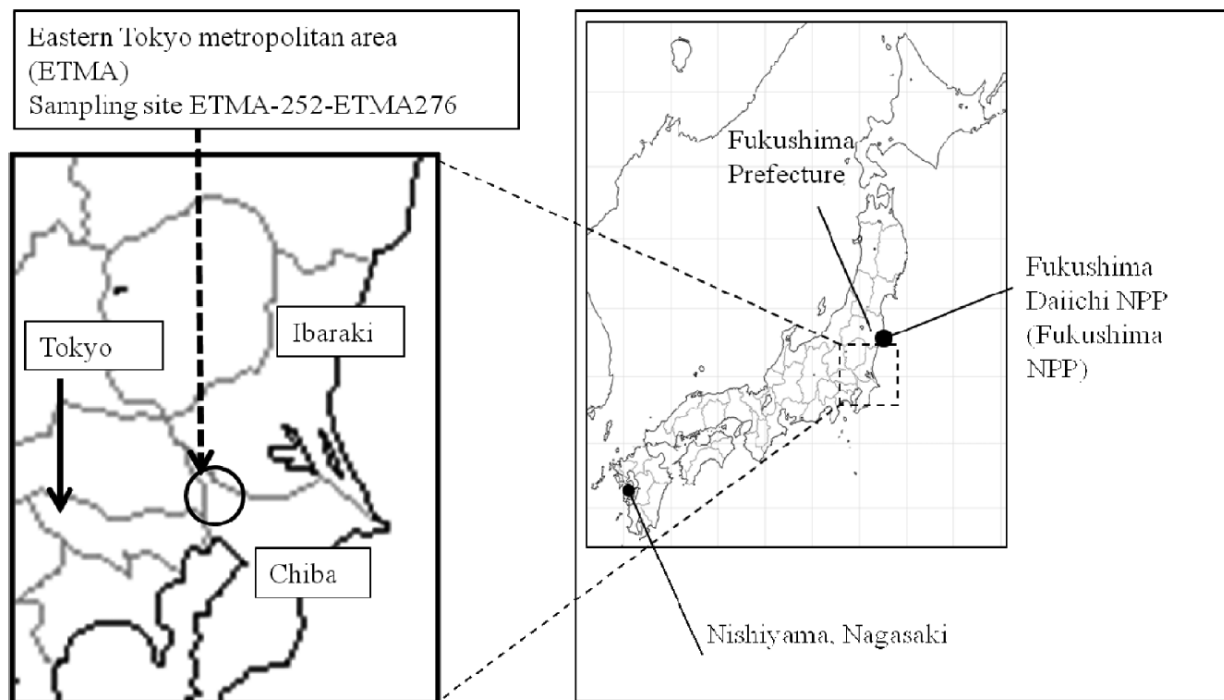 Eastern Tokyo metropolitan area
(ETMA)
Sampling site ETMA-252-ETMA276
Ibaraki
Tokyo
Chiba
Fukushima
Prefecture
Fukushima
Daiichi NPP
(Fukushima
NPP)
Nishiyama, Nagasaki